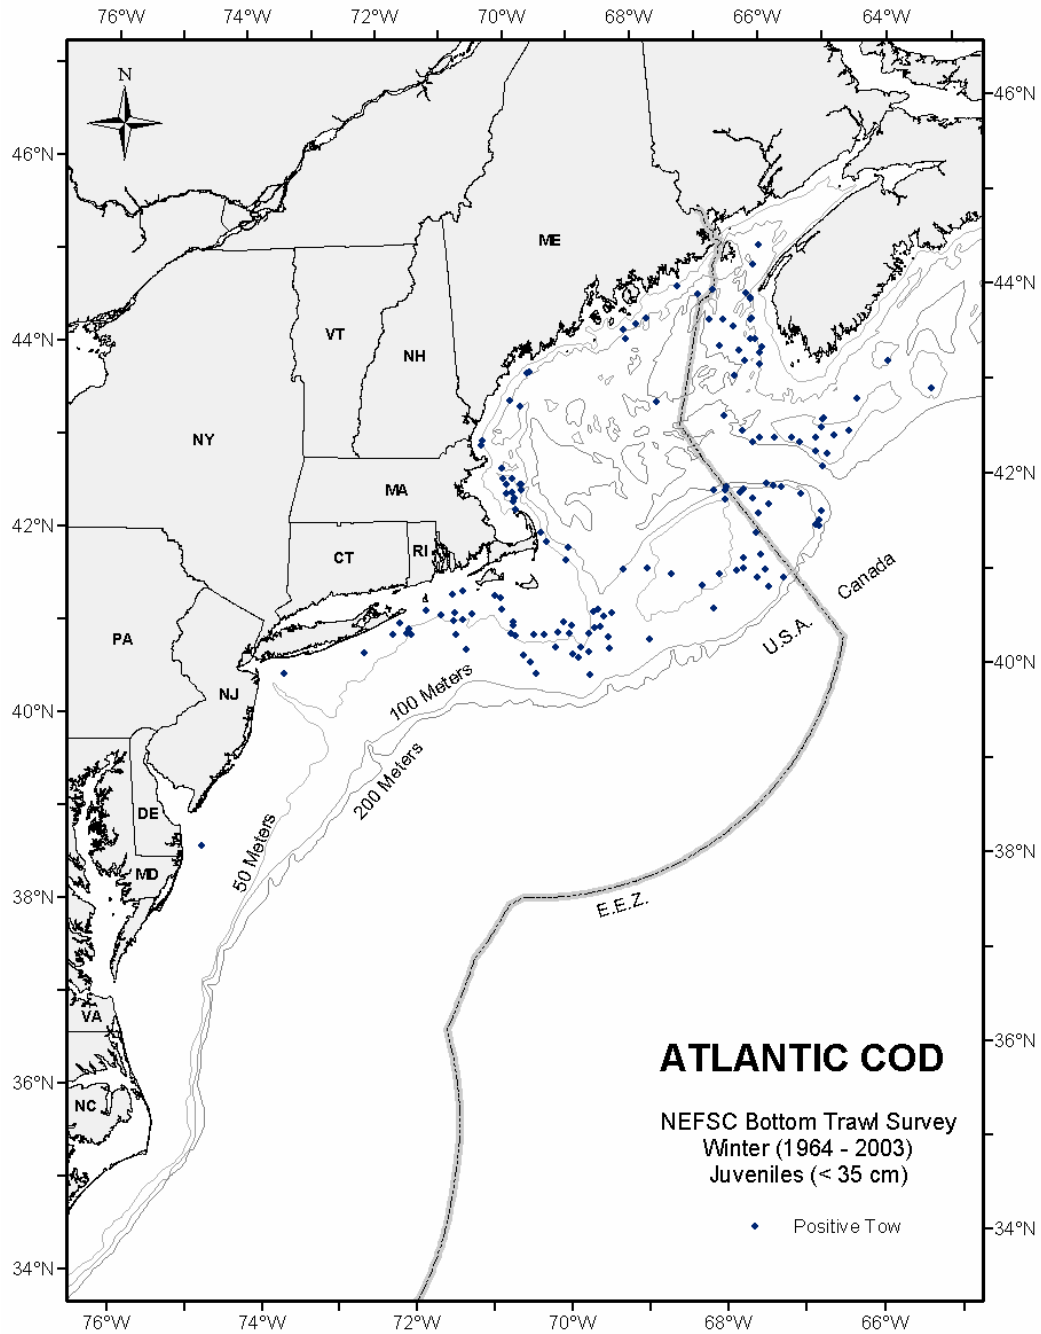 76°W 74°W 72°W 70°W 68°W 66°W 64°W
N
46°N
46°N
ME
44°N
VT
44°N
NH
NY
42°N
MA
42°N
CT
RI
Canada
PA
U.S.A.
40°N
NJ
100 Meters
40°N
200 Meters
DE
50 Meters
38°N
MD
38°N
E.E.Z.
VA
36°N
ATLANTIC COD
36°N
NC
NEFSC Bottom Trawl Survey
Winter (1964 - 2003)
Juveniles (< 35 cm)
Positive Tow
34°N
34°N
76°W 74°W 72°W 70°W 68°W 66°W